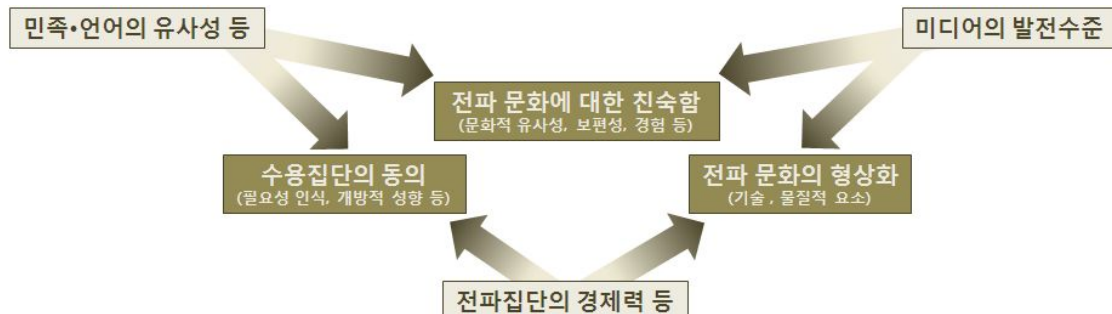 민족•언어의 유사성 등
미디어의 발전수준
전파 문화에 대한 친숙함
(문화적 유사성, 보편성, 경험 등)
수용집단의 동의
(필요성 인식, 개방적 성향 등)
전파 문화의 형상화
(기술 , 물질적 요소)
전파집단의 경제력 등